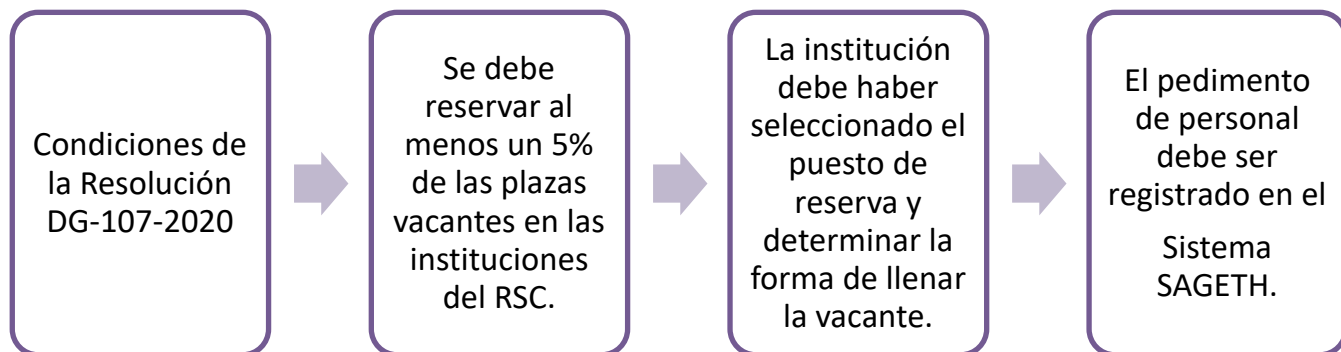 Condiciones de
la Resolución
DG-107-2020
Se debe
reservar al
menos un 5%
de las plazas
vacantes en las
instituciones
del RSC.
La institución
debe haber
seleccionado el
puesto de
reserva y
determinar la
forma de llenar
la vacante.
El pedimento
de personal
debe ser
registrado en el
Sistema
SAGETH.